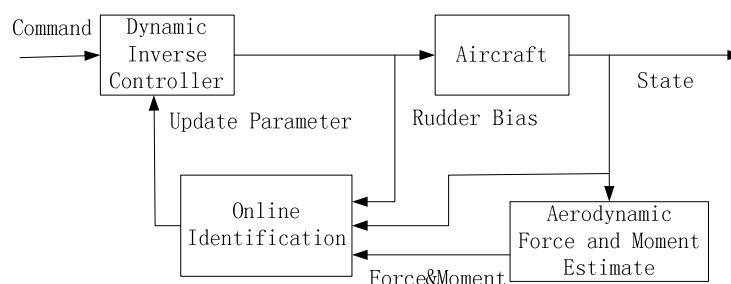 Command
Dynamic
Inverse
Controller
Aircraft
State
Update Parameter
Rudder Bias
Online
Identification
Aerodynamic
Force and Moment
Estimate
Force&Moment